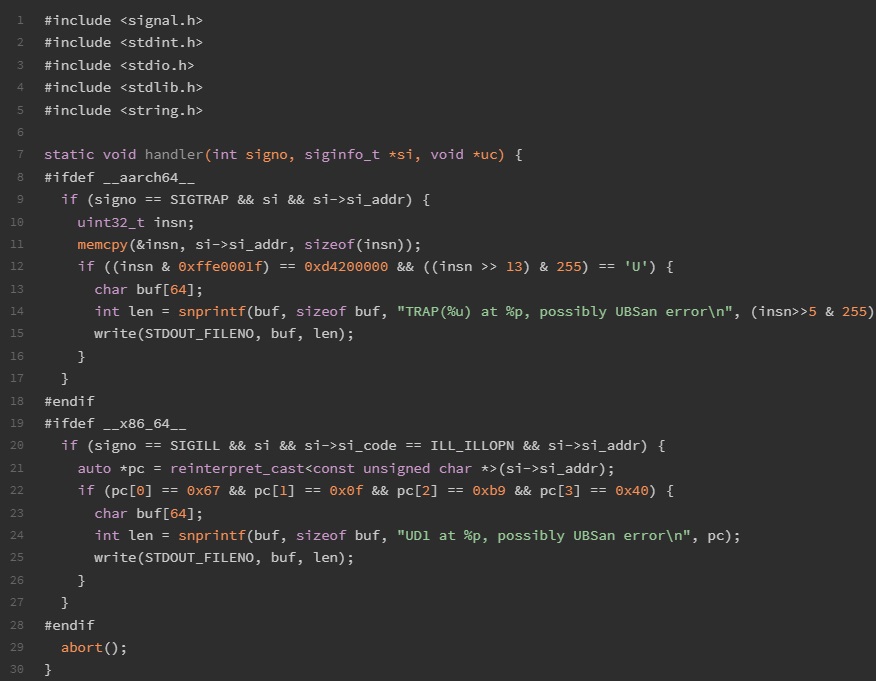 1 #include <signal.h>
2 #include <stdint.h>
3 #include <stdio.h>
4 #include <stdlib.h>
5 #include <string.h>
6
7 static void handler(int signo, siginfo_t *si, void *uc) {
8 #ifdef __aarch64__
9   if (signo == SIGTRAP && si && si->si_addr) {
10     uint32_t insn;
11     memcpy(&insn, si->si_addr, sizeof(insn));
12     if ((insn & 0xffe0001f) == 0xd4200000 && ((insn >> 13) & 255) == 'U') {
13       char buf[64];
14       int len = snprintf(buf, sizeof buf, "TRAP(%u) at %p, possibly UBSan error\n", (insn>>5 & 255)
15       write(STDOUT_FILENO, buf, len);
16     }
17   }
18 #endif
19 #ifdef __x86_64__
20   if (signo == SIGILL && si && si->si_code == ILL_ILLOPN && si->si_addr) {
21     auto *pc = reinterpret_cast<const unsigned char *>(si->si_addr);
22     if (pc[0] == 0x67 && pc[1] == 0x0f && pc[2] == 0xb9 && pc[3] == 0x40) {
23       char buf[64];
24       int len = snprintf(buf, sizeof buf, "UD1 at %p, possibly UBSan error\n", pc);
25       write(STDOUT_FILENO, buf, len);
26     }
27   }
28 #endif
29   abort();
30 }